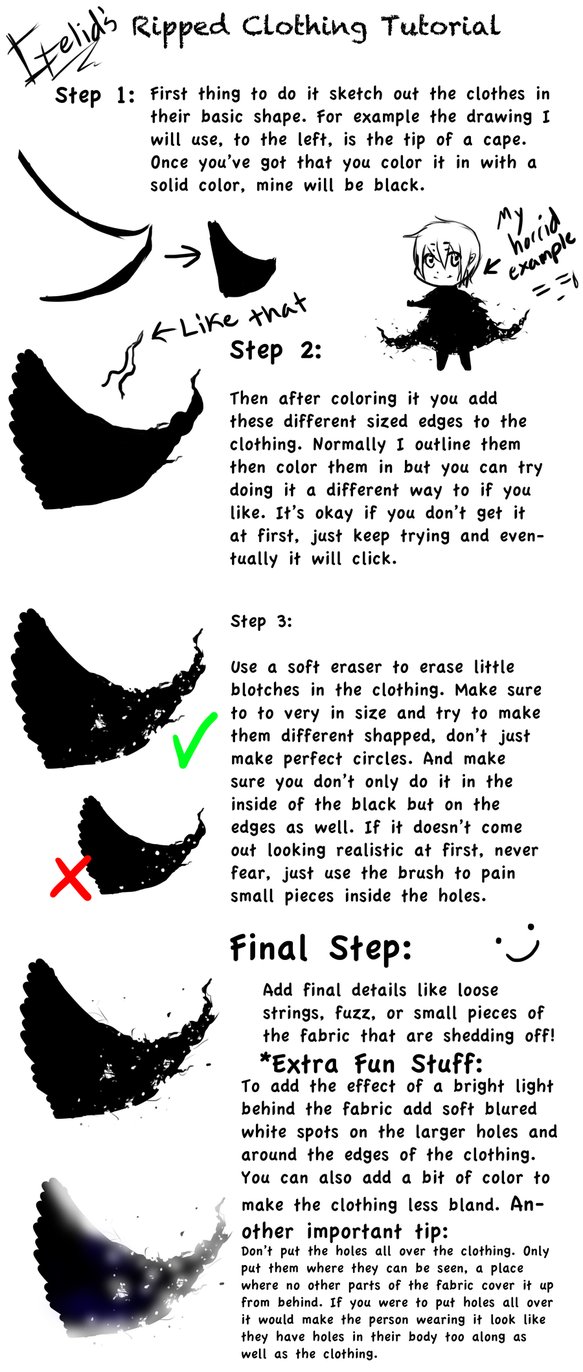 Itelid's Ripped Clothing Tutorial
Step 1: First thing to do it sketch out the clothes in
their basic shape. For example the drawing I
will use, to the left, is the tip of a cape.
Once you've got that you color it in with a
solid color, mine will be black.
My
horrid
example
Like that
Step 2:
Then after coloring it you add
these different sized edges to the
clothing. Normally I outline them
then color them in but you can try
doing it a different way to if you
like. It's okay if you don't get it
at first, just keep trying and even-
tually it will click.
Step 3:
Use a soft eraser to erase little
blotches in the clothing. Make sure
to to very in size and try to make
them different shapped, don't just
make perfect circles. And make
sure you don't only do it in the
inside of the black but on the
edges as well. If it doesn't come
out looking realistic at first, never
fear, just use the brush to pain
small pieces inside the holes.
Final Step:
Add final details like loose
strings, fuzz, or small pieces of
the fabric that are shedding off!
*Extra Fun Stuff:
To add the effect of a bright light
behind the fabric add soft blured
white spots on the larger holes and
around the edges of the clothing.
You can also add a bit of color to
make the clothing less bland. An-
other important tip:
Don't put the holes all over the clothing. Only
put them where they can be seen, a place
where no other parts of the fabric cover it up
from behind. If you were to put holes all over
it would make the person wearing it look like
they have holes in their body too along as
well as the clothing.